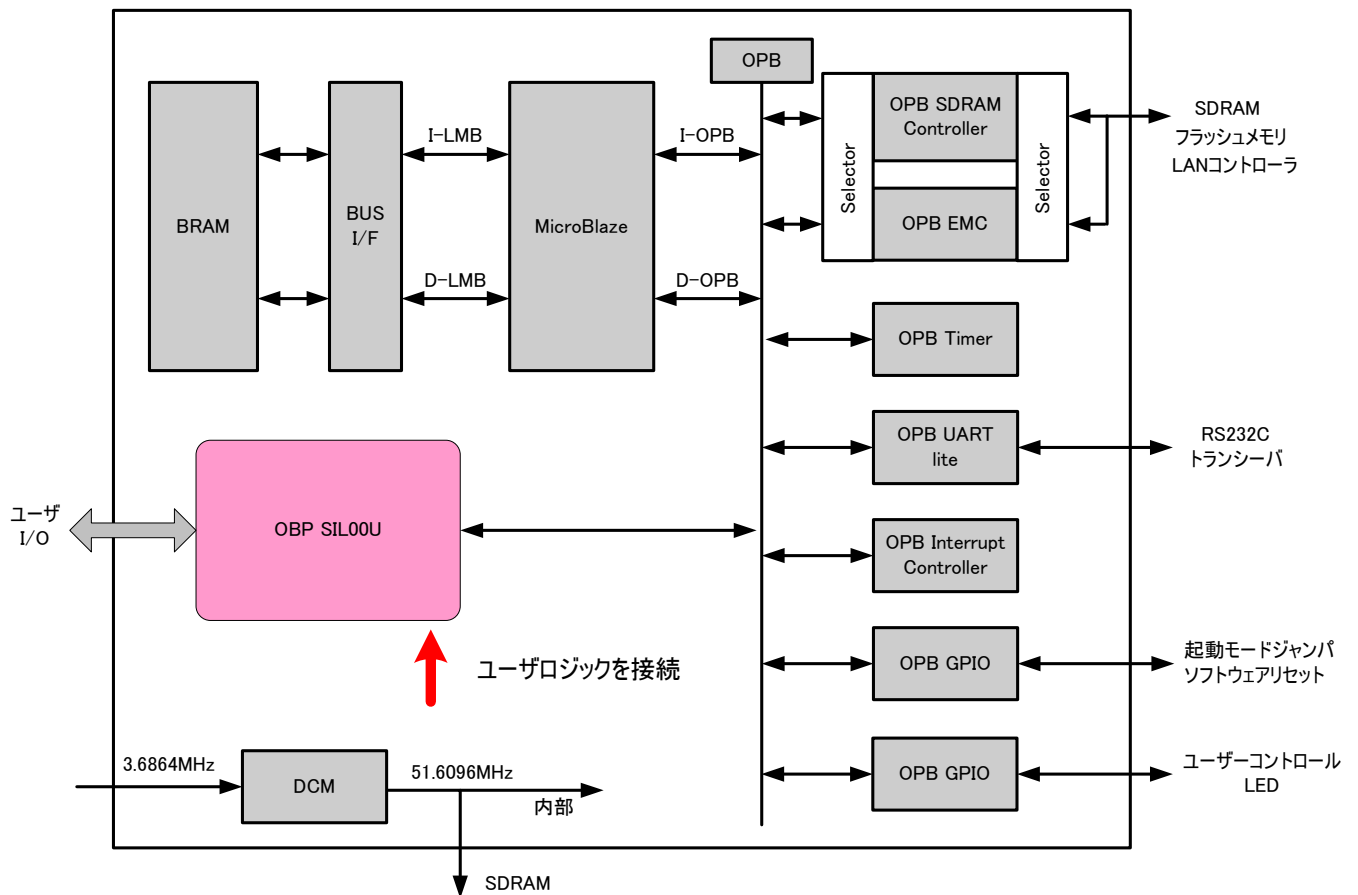 OPB
OPB SDRAM
Controller
Selector
Selector
OPB EMC
SDRAM
フラッシュメモリ
LANコントローラ
BRAM
BUS
I/F
I-LMB
D-LMB
MicroBlaze
I-OPB
D-OPB
OPB Timer
OPB UART
lite
RS232C
トランシーバ
ユーザ
I/O
OBP SIL00U
OPB Interrupt
Controller
ユーザロジックを接続
OPB GPIO
起動モードジャンパ
ソフトウェアリセット
3.6864MHz
DCM
51.6096MHz
内部
OPB GPIO
ユーザーコントロール
LED
SDRAM